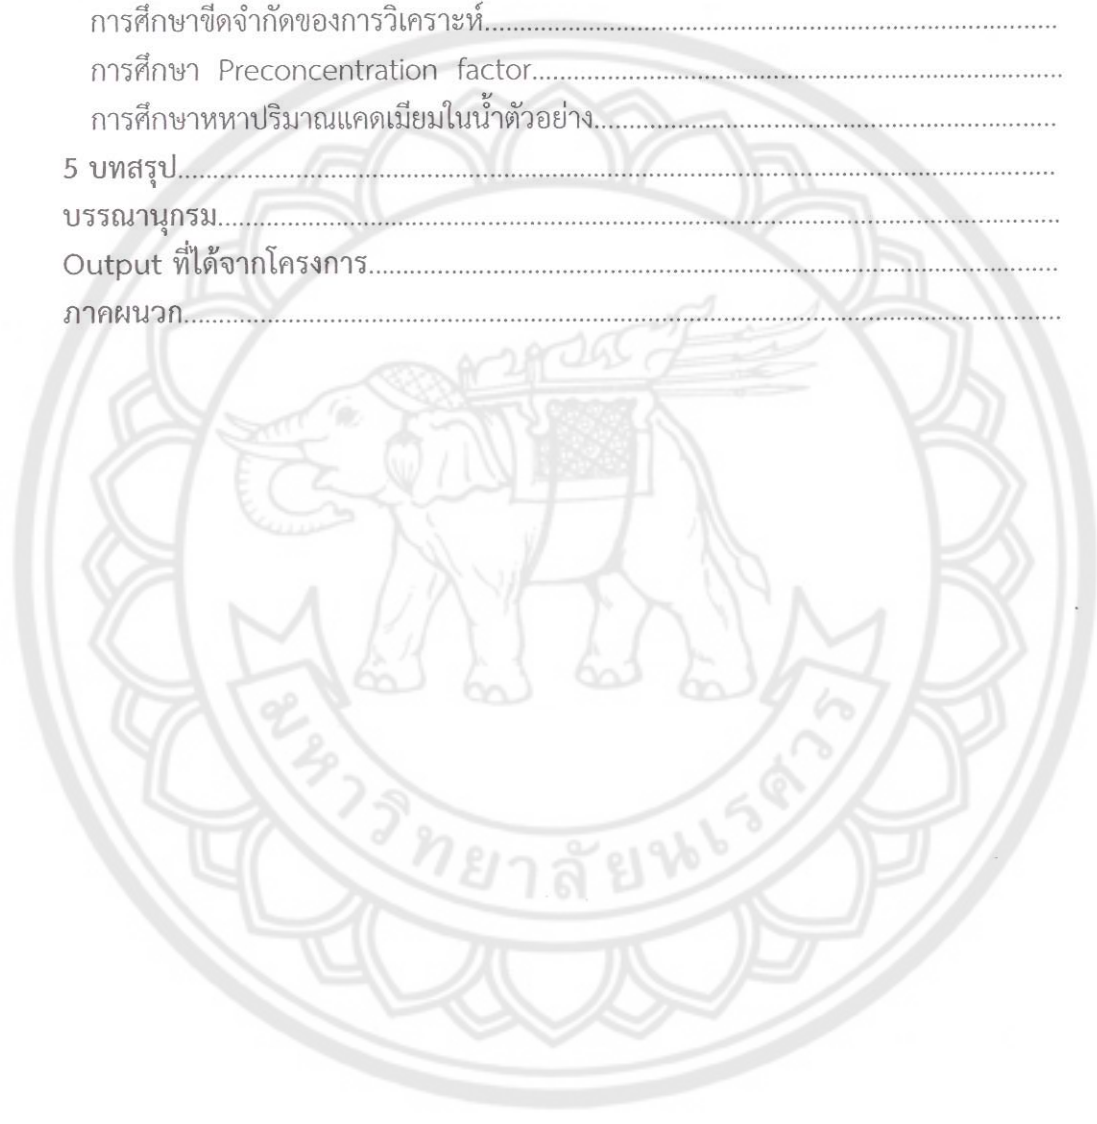 การศึกษาขีดจำกัดของการวิเคราะห์................................................................................
การศึกษา Preconcentration factor................................................................................
การศึกษาหหาปริมาณแคดเมียมในน้ำตัวอย่าง................................................................................
5 บทสรุป................................................................................
บรรณานุกรม................................................................................
Output ที่ได้จากโครงการ................................................................................
ภาคผนวก................................................................................
มหาวิทยาลัยนเรศวร